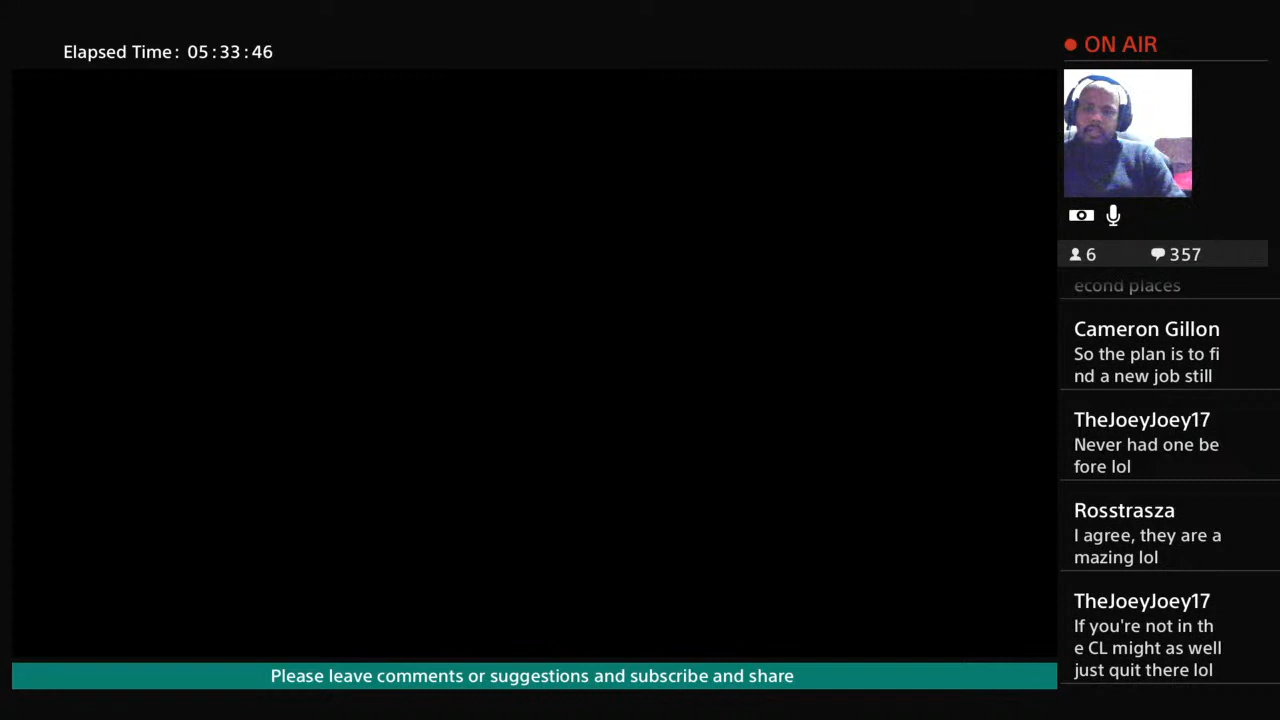 Elapsed Time: 05:33:46
ON AIR
6 357
econd places
Cameron Gillon
So the plan is to fi
nd a new job still
TheJoeyJoey17
Never had one be
fore lol
Rosstrasza
I agree, they are a
mazing lol
TheJoeyJoey17
If you're not in th
e CL might as well
just quit there lol
Please leave comments or suggestions and subscribe and share